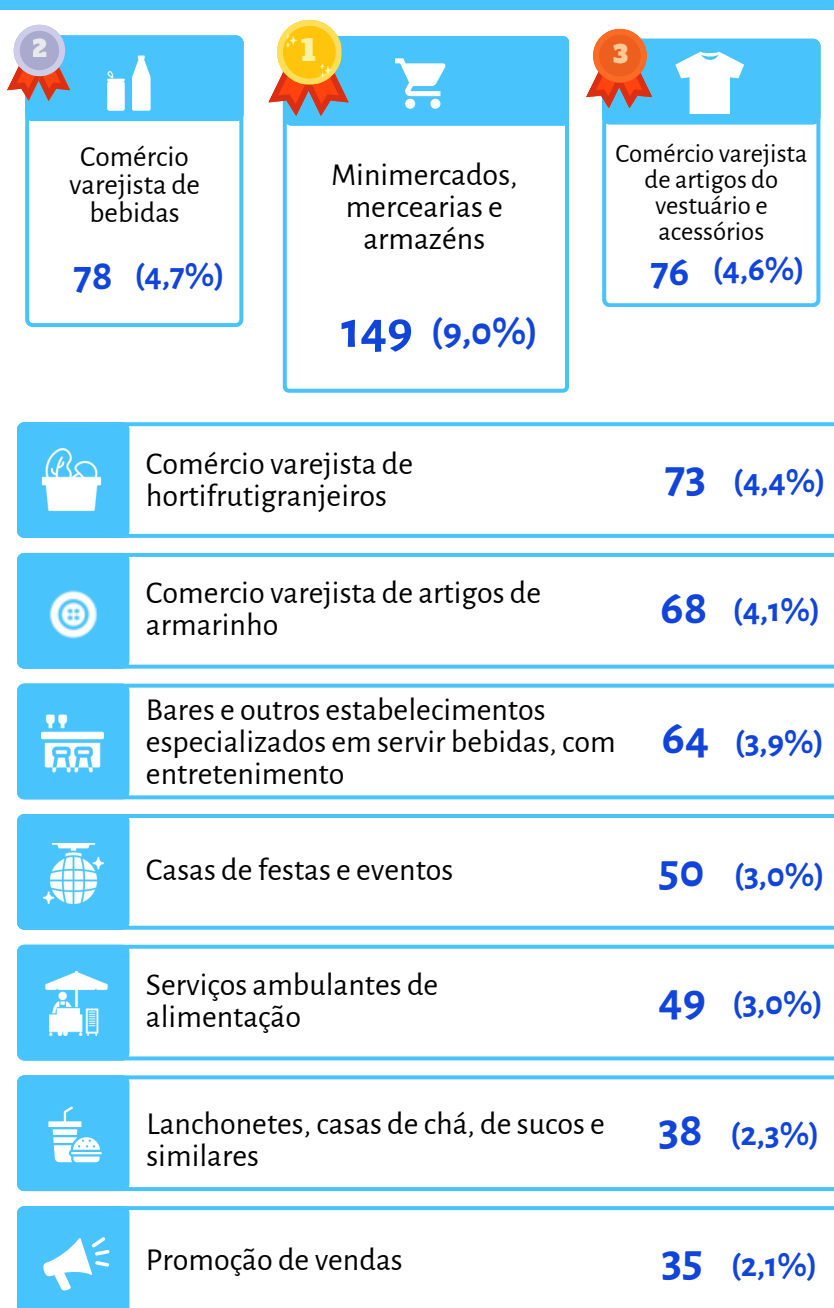 2
Comércio
varejista de
bebidas
78 (4,7%)
1
Minimercados,
mercearias e
armazéns
149 (9,0%)
3
Comércio varejista
de artigos do
vestuário e
acessórios
76 (4,6%)
Comércio varejista de
hortifrutigranjeiros
73 (4,4%)
Comercio varejista de artigos de
armarinho
68 (4,1%)
Bares e outros estabelecimentos
especializados em servir bebidas, com
entretenimento
64 (3,9%)
Casas de festas e eventos
50 (3,0%)
Serviços ambulantes de
alimentação
49 (3,0%)
Lanchonetes, casas de chá, de sucos e
similares
38 (2,3%)
Promoção de vendas
35 (2,1%)